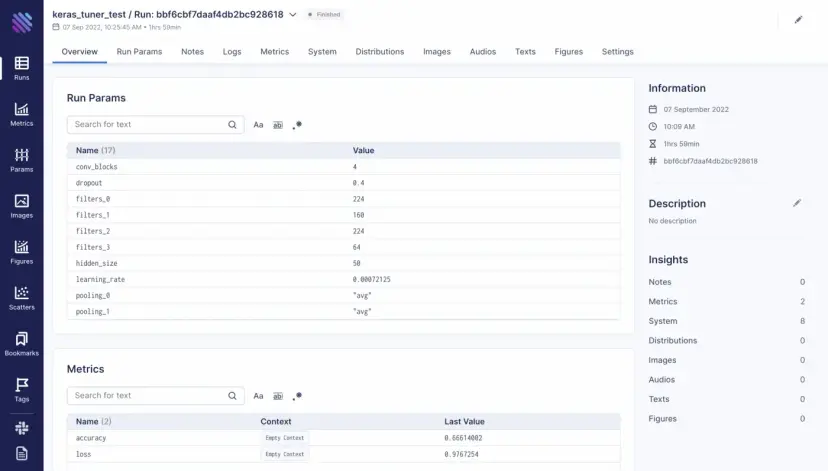 keras_tuner_test / Run: bbf6cbf7daaf4db2bc928618
Finished
07 Sep 2022, 10:25:45 AM • 1hrs 59min
Overview Run Params Notes Logs Metrics System Distributions Images Audios Texts Figures Settings
Runs
Metrics
Params
Images
Figures
Scatters
Bookmarks
Tags
Run Params
Search for text Aa ab .*
Name (17) Value
conv_blocks 4
dropout 0.4
filters_0 224
filters_1 160
filters_2 224
filters_3 64
hidden_size 50
learning_rate 0.00072125
pooling_0 "avg"
pooling_1 "avg"
Metrics
Search for text Aa ab .*
Name (2) Context Last Value
accuracy Empty Context 0.66614002
loss Empty Context 0.9767254
Information
07 September 2022
10:09 AM
1hrs 59min
# bbf6cbf7daaf4db2bc928618
Description
No description
Insights
Notes 0
Metrics 2
System 8
Distributions 0
Images 0
Audios 0
Texts 0
Figures 0